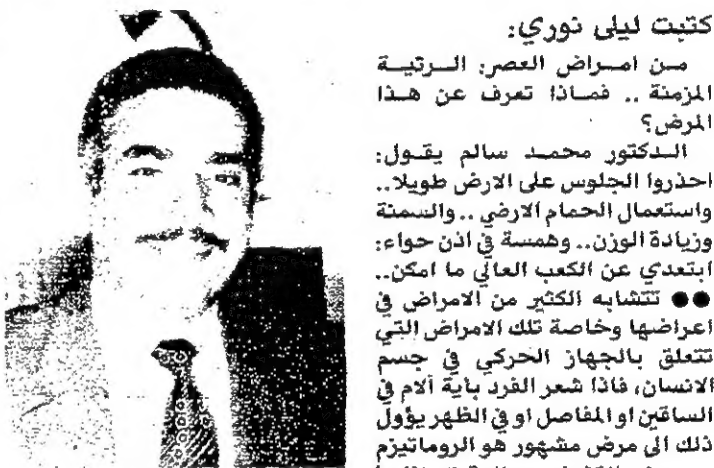 كتبت ليلى نوري:
من امراض العصر: الرتية
المزمنة .. فماذا تعرف عن هذا
المرض؟
الدكتور محمد سالم يقول:
احذروا الجلوس على الارض طويلا..
واستعمال الحمام الارضي .. والسمنة
وزيادة الوزن.. وهمسة في اذن حواء:
ابتعدي عن الكعب العالي ما امكن..
●● تتشابه الكثير من الامراض في
اعراضها وخاصة تلك الامراض التي
تتعلق بالجهاز الحركي في جسم
الانسان، فاذا شعر الفرد باية آلام في
الساقين او المفاصل او في الظهر يؤول
ذلك الى مرض مشهور هو الروماتيزم